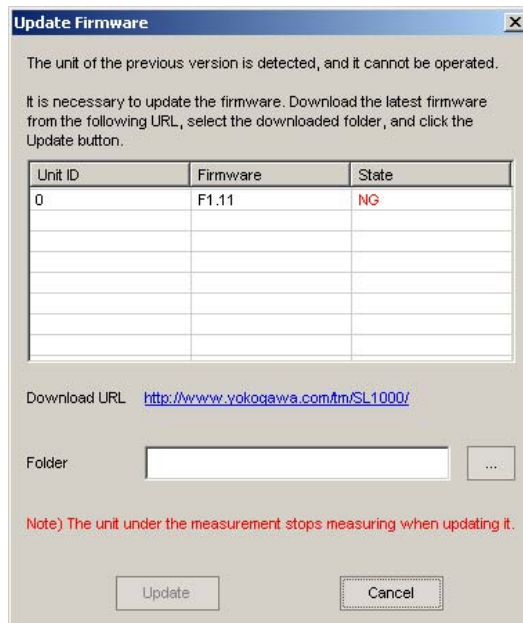 Update Firmware
The unit of the previous version is detected, and it cannot be operated.
It is necessary to update the firmware. Download the latest firmware
from the following URL, select the downloaded folder, and click the
Update button.
Unit ID Firmware State
0 F1.11 NG
Download URL http://www.yokogawa.com/tm/SL1000/
Folder ...
Note) The unit under the measurement stops measuring when updating it.
Update Cancel